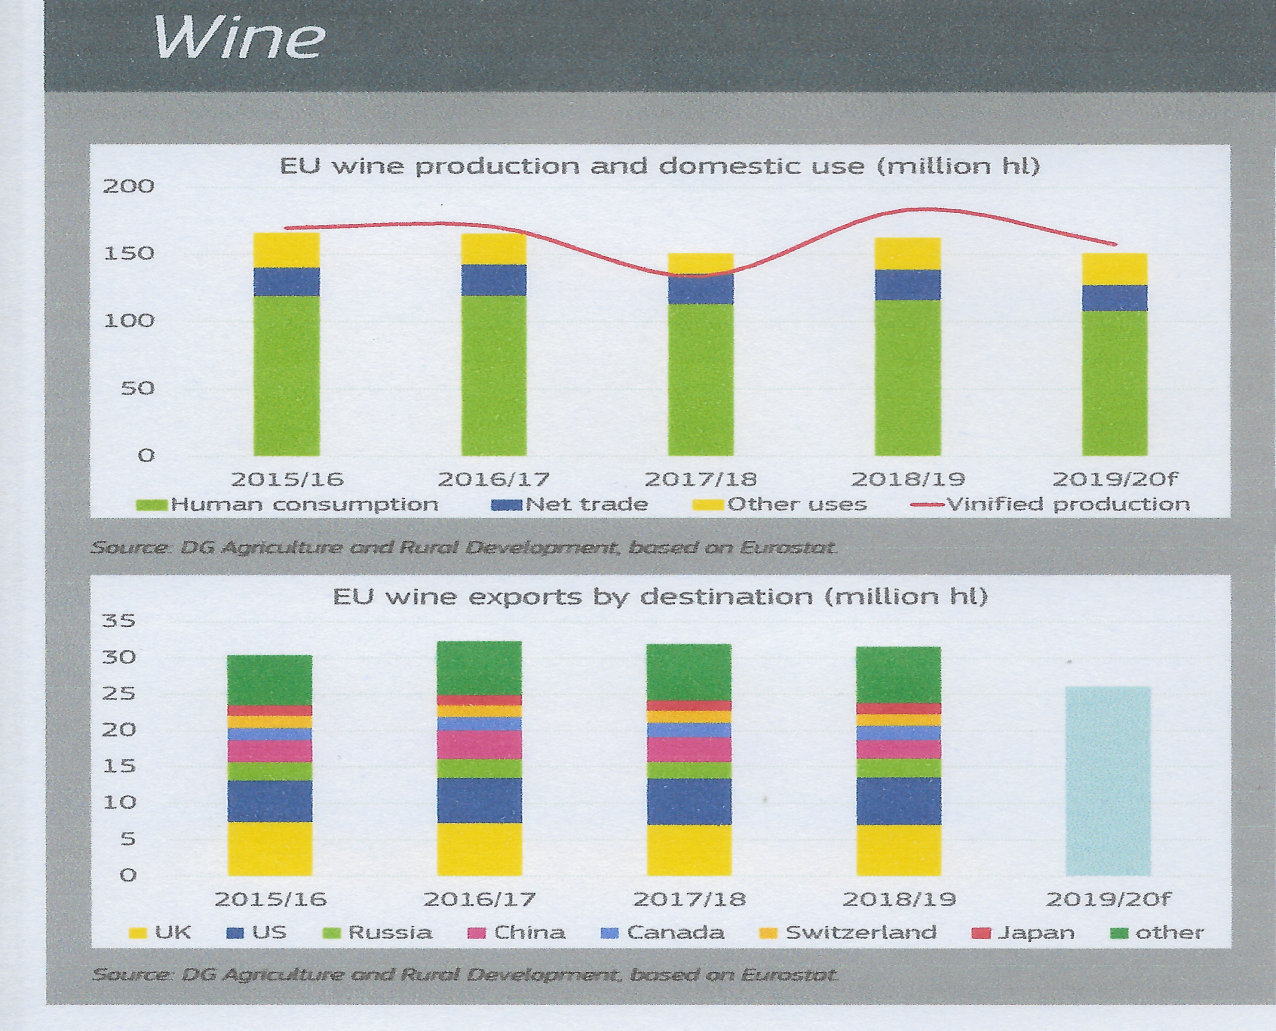 Wine
EU wine production and domestic use (million hl)
200
150
100
50
0
2015/16 2016/17 2017/18 2018/19 2019/20f
Human consumption Net trade Other uses Vinified production
Source: DG Agriculture and Rural Development, based on Eurostat.
EU wine exports by destination (million hl)
35
30
25
20
15
10
5
0
2015/16 2016/17 2017/18 2018/19 2019/20f
UK US Russia China Canada Switzerland Japan other
Source: DG Agriculture and Rural Development, based on Eurostat.